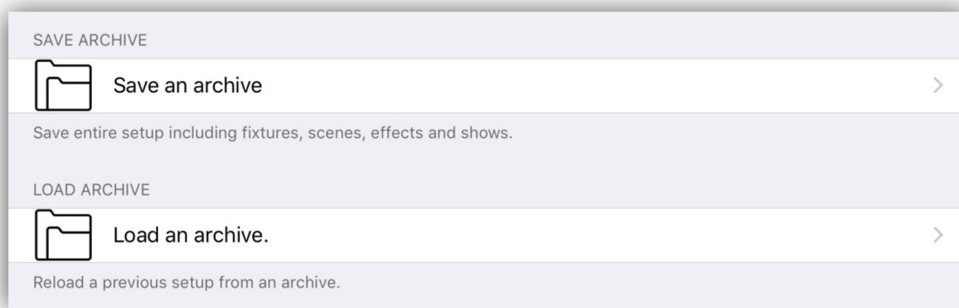 SAVE ARCHIVE
Save an archive
Save entire setup including fixtures, scenes, effects and shows.
LOAD ARCHIVE
Load an archive.
Reload a previous setup from an archive.